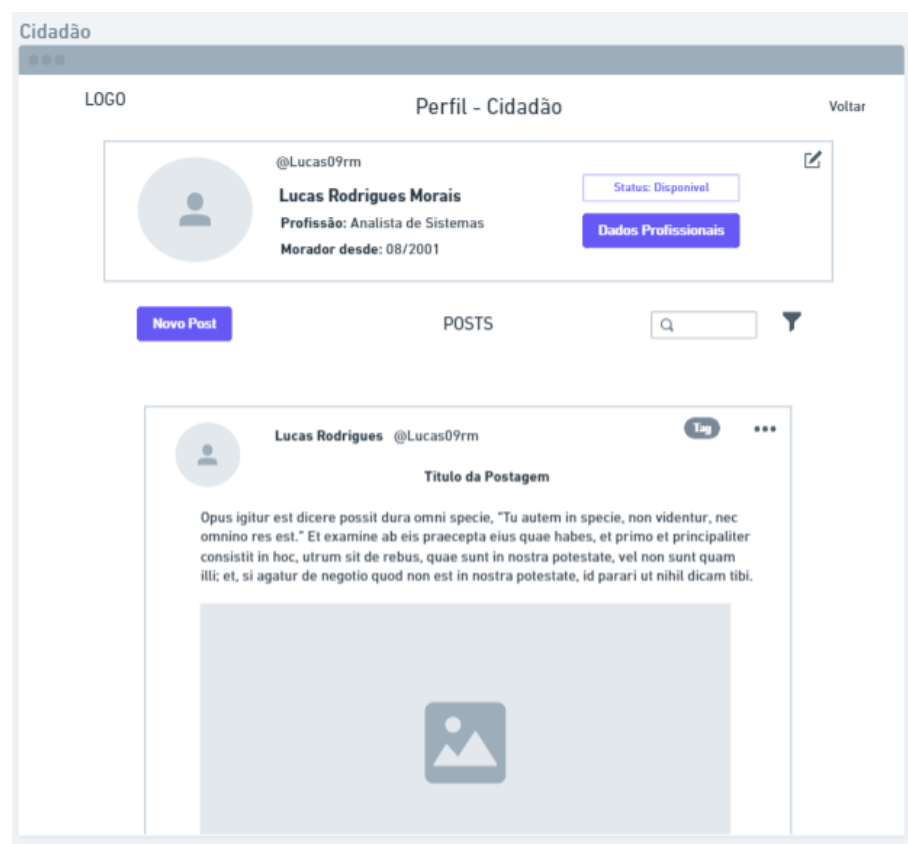 Cidadão
LOGO
Perfil - Cidadão
Voltar
@Lucas09rm
Lucas Rodrigues Morais
Profissão: Analista de Sistemas
Morador desde: 08/2001
Status: Disponivel
Dados Profissionais
Novo Post
POSTS
Lucas Rodrigues @Lucas09rm
Tag
Titulo da Postagem
Opus igitur est dicere possit dura omni specie, "Tu autem in specie, non videntur, nec
omnino res est." Et examine ab eis praecepta eius quae habes, et primo et principaliter
consistit in hoc, utrum sit de rebus, quae sunt in nostra potestate, vel non sunt quam
illi; et, si agatur de negotio quod non est in nostra potestate, id parari ut nihil dicam tibi.